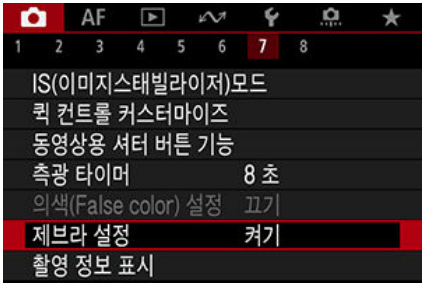 AF
1 2 3 4 5 6 7 8
IS(이미지스태빌라이저)모드
퀵 컨트롤 커스터마이즈
동영상용 셔터 버튼 기능
측광 타이머 8 초
의색(False color) 설정 끄기
제브라 설정 켜기
촬영 정보 표시